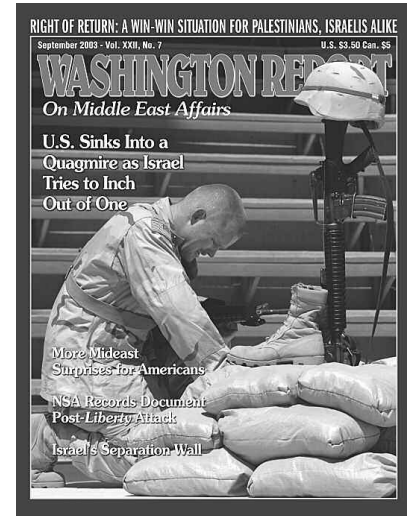 RIGHT OF RETURN: A WIN-WIN SITUATION FOR PALESTINIANS, ISRAELIS ALIKE
September 2003 - Vol. XXII, No. 7 U.S. $3.50 Can. $5
WASHINGTON REPORT
On Middle East Affairs
U.S. Sinks Into a
Quagmire as Israel
Tries to Inch
Out of One
More Mideast
Surprises for Americans
NSA Records Document
Post-Liberty Attack
Israel's Separation Wall